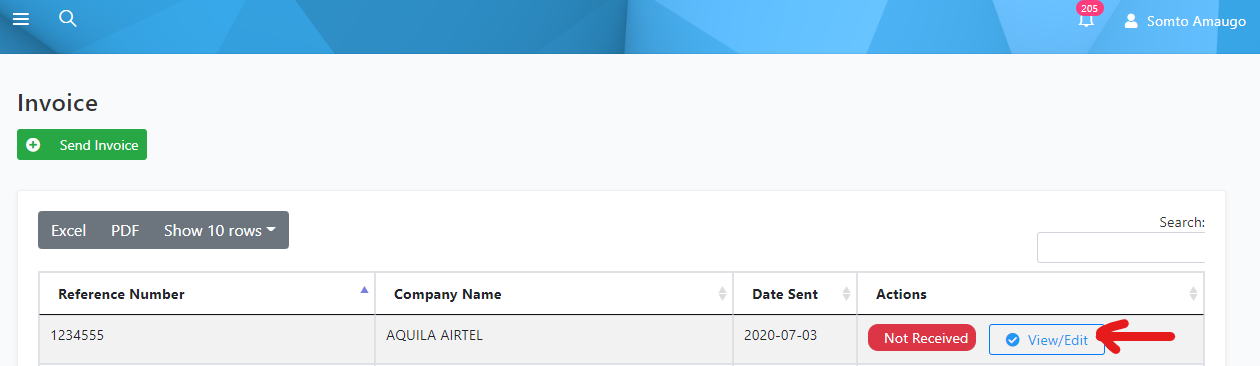 205
Somto Amaugo
Invoice
Send Invoice
Excel PDF Show 10 rows
Search:
Reference Number Company Name Date Sent Actions
1234555 AQUILA AIRTEL 2020-07-03 Not Received View/Edit